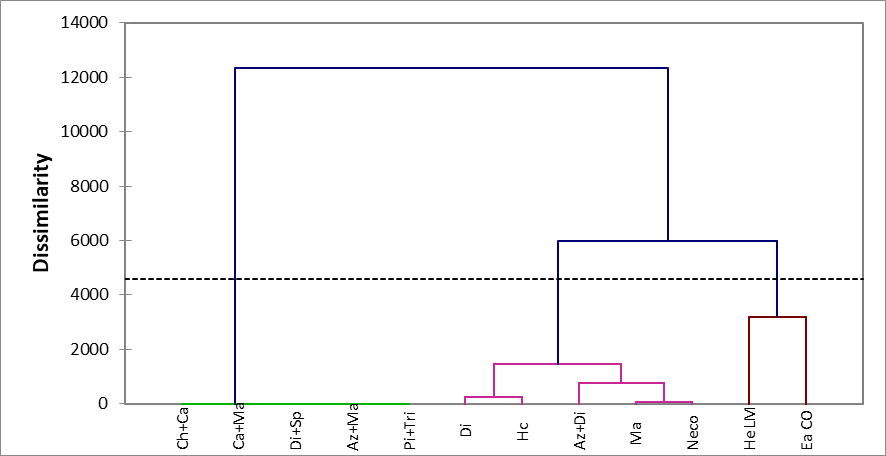 14000
12000
10000
8000
6000
4000
2000
0
Dissimilarity
Ch+Ca
Ca+Ma
Di+Sp
Az+Ma
Pi+Tri
Di
Hc
Az+Di
Ma
Neco
He LM
Ea CO